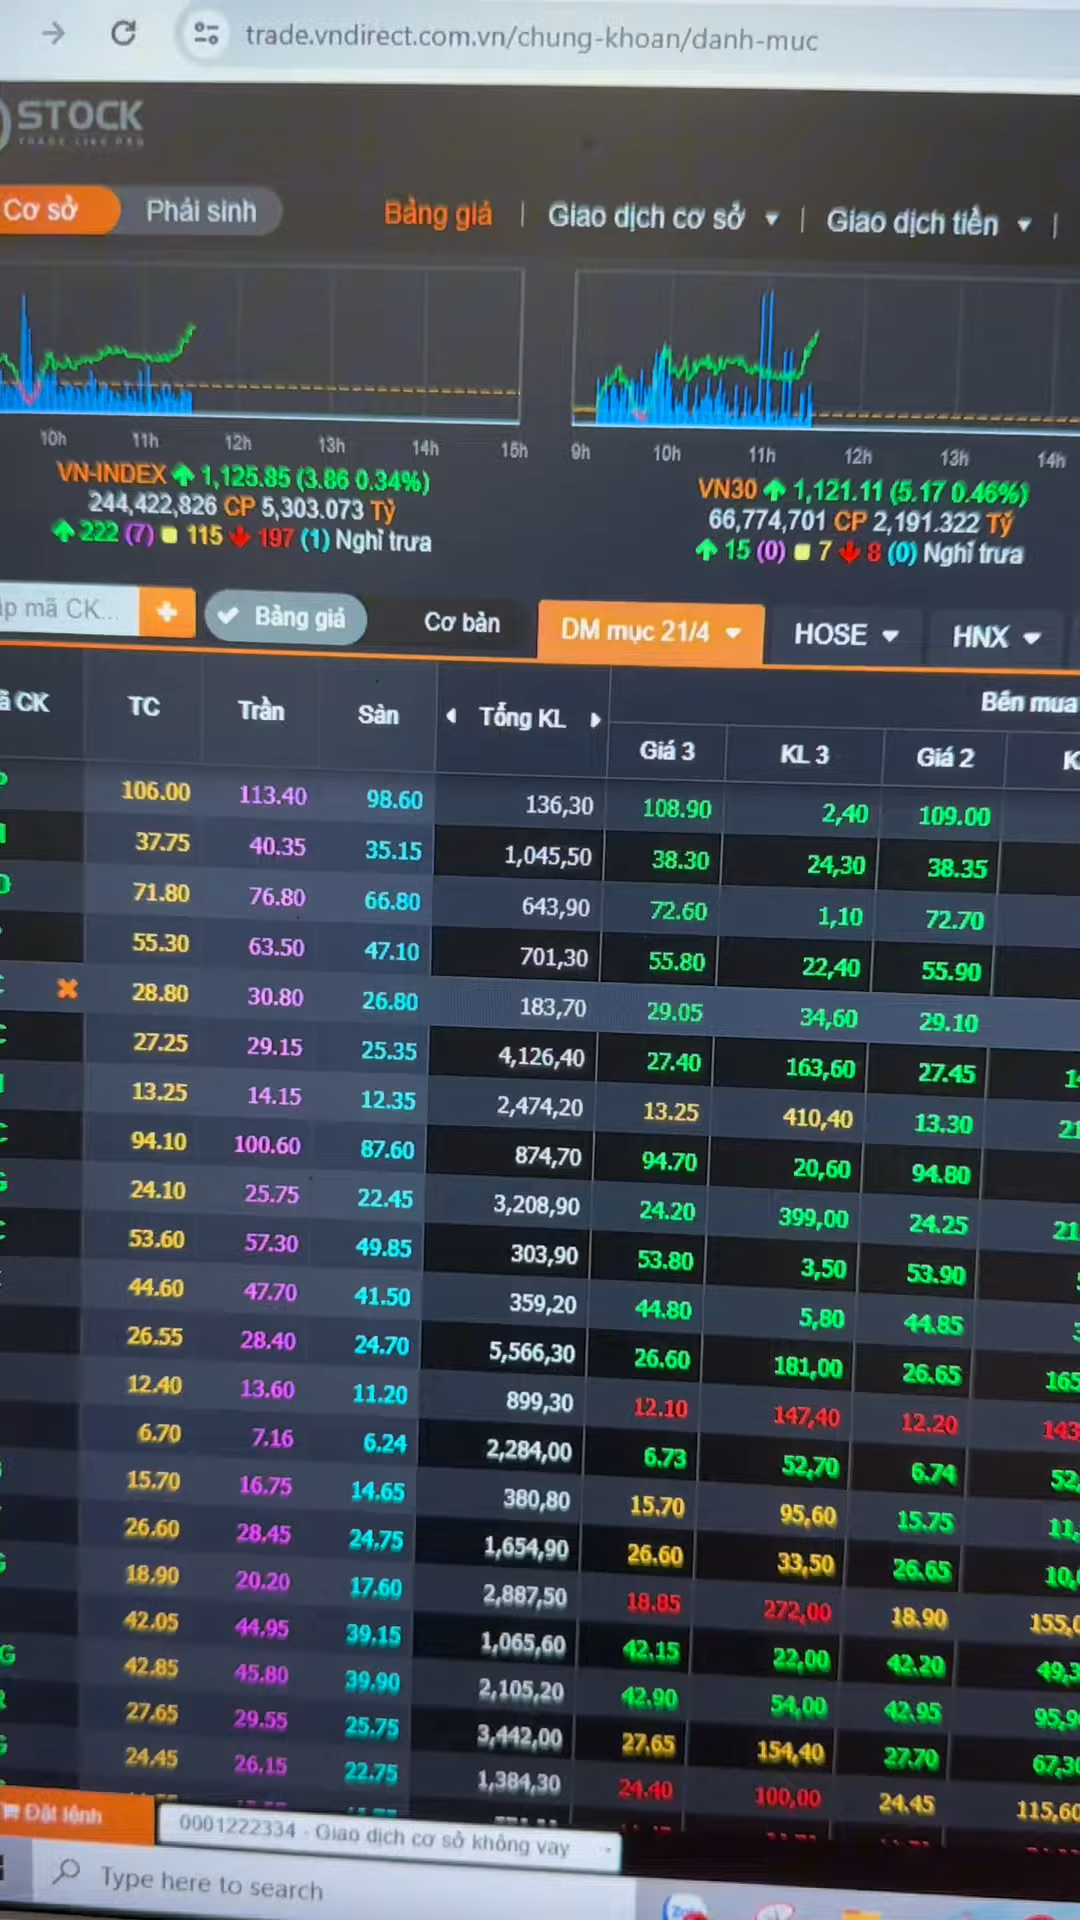 trade.vndirect.com.vn/chung-khoan/danh-muc
STOCK
TRADE LIKE PRO
Cơ sở Phái sinh Bảng giá | Giao dịch cơ sở | Giao dịch tiền |
10h 11h 12h 13h 14h 15h 9h 10h 11h 12h 13h 14h
VN-INDEX 1,125.85 (3.86 0.34%)
244,422,826 CP 5,303.073 Tỷ
222 (7) 115 197 (1) Nghỉ trưa
VN30 1,121.11 (5.17 0.46%)
66,774,701 CP 2,191.322 Tỷ
15 (0) 7 8 (0) Nghỉ trưa
mã CK... + Bảng giá Cơ bản DM mục 21/4 HOSE HNX
CK TC Trần Sàn Tổng KL Bên mua
Giá 3 KL 3 Giá 2
106.00 113.40 98.60 136,30 108.90 2,40 109.00
37.75 40.35 35.15 1,045,50 38.30 24,30 38.35
71.80 76.80 66.80 643,90 72.60 1,10 72.70
55.30 63.50 47.10 701,30 55.80 22,40 55.90
28.80 30.80 26.80 183,70 29.05 34,60 29.10
27.25 29.15 25.35 4,126,40 27.40 163,60 27.45
13.25 14.15 12.35 2,474,20 13.25 410,40 13.30
94.10 100.60 87.60 874,70 94.70 20,60 94.80
24.10 25.75 22.45 3,208,90 24.20 399,00 24.25
53.60 57.30 49.85 303,90 53.80 3,50 53.90
44.60 47.70 41.50 359,20 44.80 5,80 44.85
26.55 28.40 24.70 5,566,30 26.60 181,00 26.65 165
12.40 13.60 11.20 899,30 12.10 147,40 12.20 143
6.70 7.16 6.24 2,284,00 6.73 52,70 6.74 52,
15.70 16.75 14.65 380,80 15.70 95,60 15.75 11,
26.60 28.45 24.75 1,654,90 26.60 33,50 26.65 10,
18.90 20.20 17.60 2,887,50 18.85 272,00 18.90 155,0
42.05 44.95 39.15 1,065,60 42.15 22,00 42.20 49,3
42.85 45.80 39.90 2,105,20 42.90 54,00 42.95 95,9
27.65 29.55 25.75 3,442,00 27.65 154,40 27.70 67,30
24.45 26.15 22.75 1,384,30 24.40 100,00 24.45 115,60
Đặt lệnh 0001222334 - Giao dịch cơ sở không vay
Type here to search